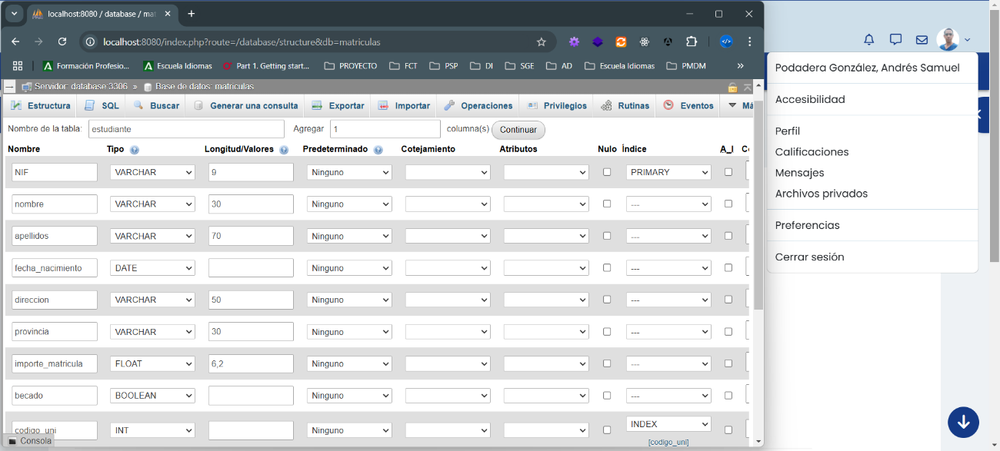 localhost:8080 / database / mat
localhost:8080/index.php?route=/database/structure&db=matriculas
Formación Profesio... Escuela Idiomas Part 1. Getting start... PROYECTO FCT PSP DI SGE AD Escuela Idiomas PMDM »
Servidor: database:3306 » Base de datos: matriculas
Estructura SQL Buscar Generar una consulta Exportar Importar Operaciones Privilegios Rutinas Eventos Má
Nombre de la tabla: estudiante Agregar 1 columna(s) Continuar
Nombre Tipo Longitud/Valores Predeterminado Cotejamiento Atributos Nulo Índice A_I Co
NIF VARCHAR 9 Ninguno PRIMARY
nombre VARCHAR 30 Ninguno ---
apellidos VARCHAR 70 Ninguno ---
fecha_nacimiento DATE Ninguno ---
direccion VARCHAR 50 Ninguno ---
provincia VARCHAR 30 Ninguno ---
importe_matricula FLOAT 6,2 Ninguno ---
becado BOOLEAN Ninguno ---
codigo_uni INT Ninguno INDEX
[codigo_uni]
Consola
Podadera González, Andrés Samuel
Accesibilidad
Perfil
Calificaciones
Mensajes
Archivos privados
Preferencias
Cerrar sesión